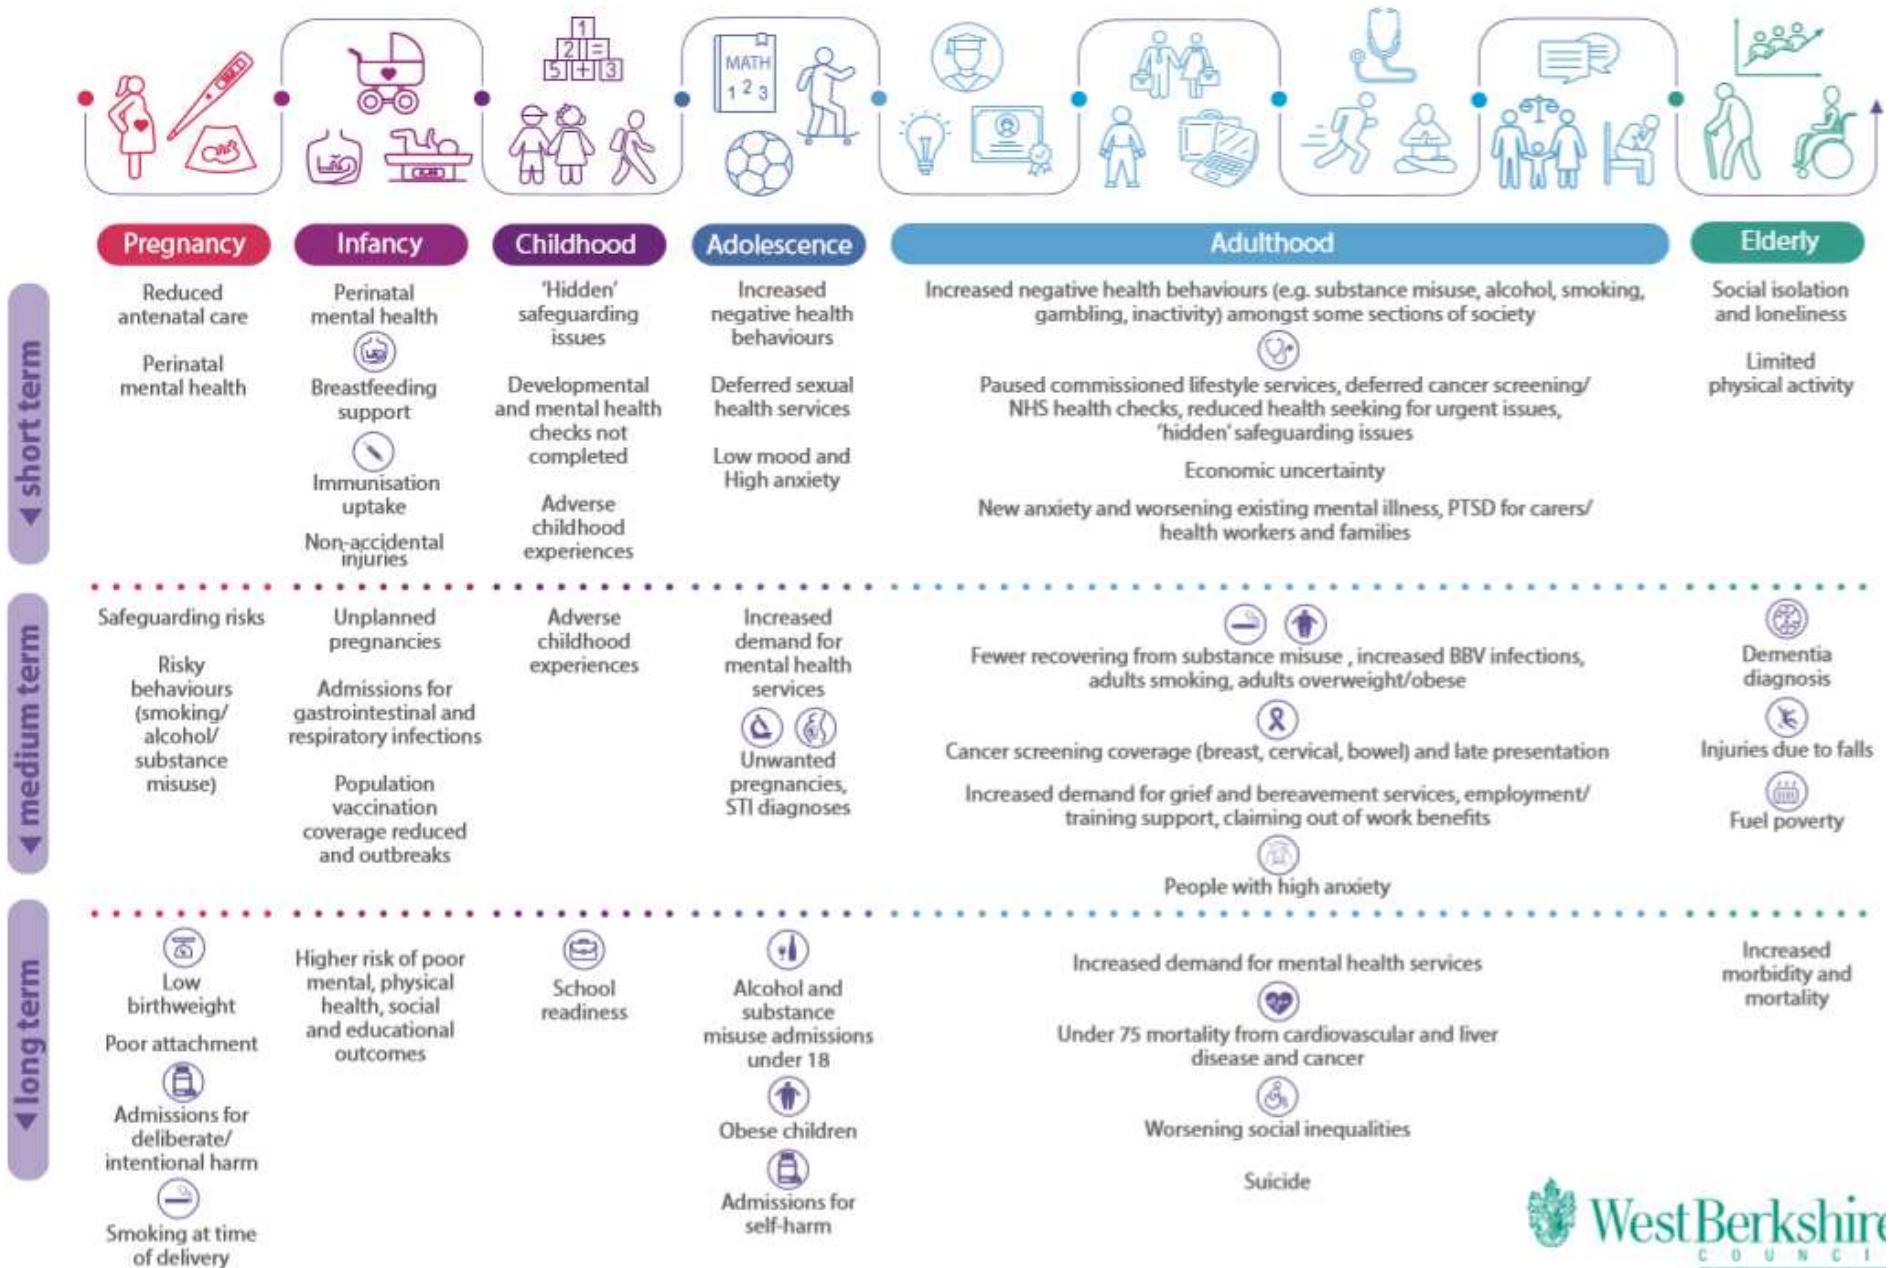 1
2 =
5 + 3
MATH
1 2 3
Pregnancy
Infancy
Childhood
Adolescence
Adulthood
Elderly
short term
Reduced
antenatal care
Perinatal
mental health
Perinatal
mental health
Breastfeeding
support
Immunisation
uptake
Non-accidental
injuries
'Hidden'
safeguarding
issues
Developmental
and mental health
checks not
completed
Adverse
childhood
experiences
Increased
negative health
behaviours
Deferred sexual
health services
Low mood and
High anxiety
Increased negative health behaviours (e.g. substance misuse, alcohol, smoking,
gambling, inactivity) amongst some sections of society
Paused commissioned lifestyle services, deferred cancer screening/
NHS health checks, reduced health seeking for urgent issues,
'hidden' safeguarding issues
Economic uncertainty
New anxiety and worsening existing mental illness, PTSD for carers/
health workers and families
Social isolation
and loneliness
Limited
physical activity
medium term
Safeguarding risks
Risky
behaviours
(smoking/
alcohol/
substance
misuse)
Unplanned
pregnancies
Admissions for
gastrointestinal and
respiratory infections
Population
vaccination
coverage reduced
and outbreaks
Adverse
childhood
experiences
Increased
demand for
mental health
services
Unwanted
pregnancies,
STI diagnoses
Fewer recovering from substance misuse , increased BBV infections,
adults smoking, adults overweight/obese
Cancer screening coverage (breast, cervical, bowel) and late presentation
Increased demand for grief and bereavement services, employment/
training support, claiming out of work benefits
People with high anxiety
Dementia
diagnosis
Injuries due to falls
Fuel poverty
long term
Low
birthweight
Poor attachment
Admissions for
deliberate/
intentional harm
Smoking at time
of delivery
Higher risk of poor
mental, physical
health, social
and educational
outcomes
School
readiness
Alcohol and
substance
misuse admissions
under 18
Obese children
Admissions for
self-harm
Increased demand for mental health services
Under 75 mortality from cardiovascular and liver
disease and cancer
Worsening social inequalities
Suicide
Increased
morbidity and
mortality
West Berkshire
C O U N C I